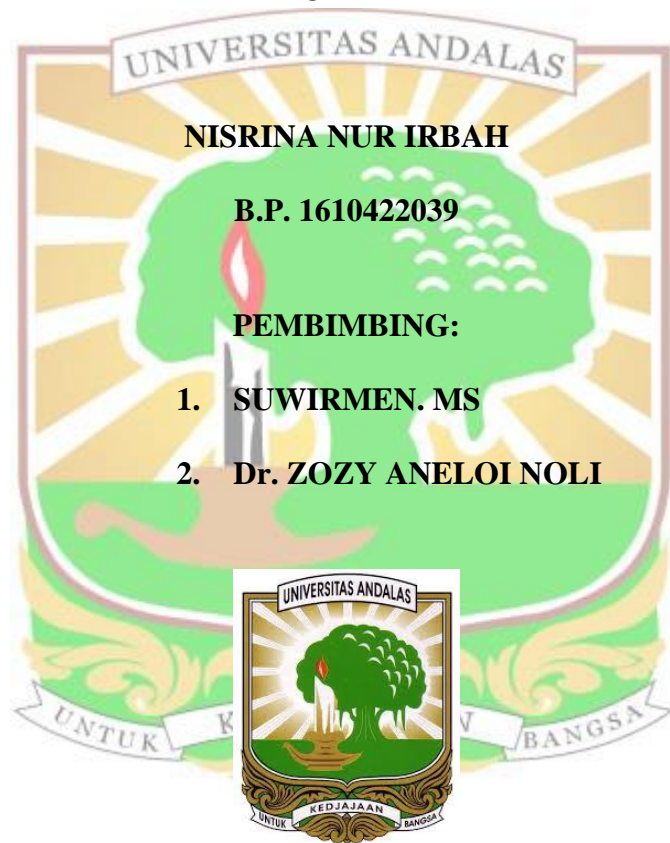 UNIVERSITAS ANDALAS
NISRINA NUR IRBAH
B.P. 1610422039
PEMBIMBING:
1. SUWIRMEN. MS
2. Dr. ZOZY ANELOI NOLI
UNIVERSITAS ANDALAS
UNTUK KEDJAJAAN BANGSA
UNTUK K N BANGSA